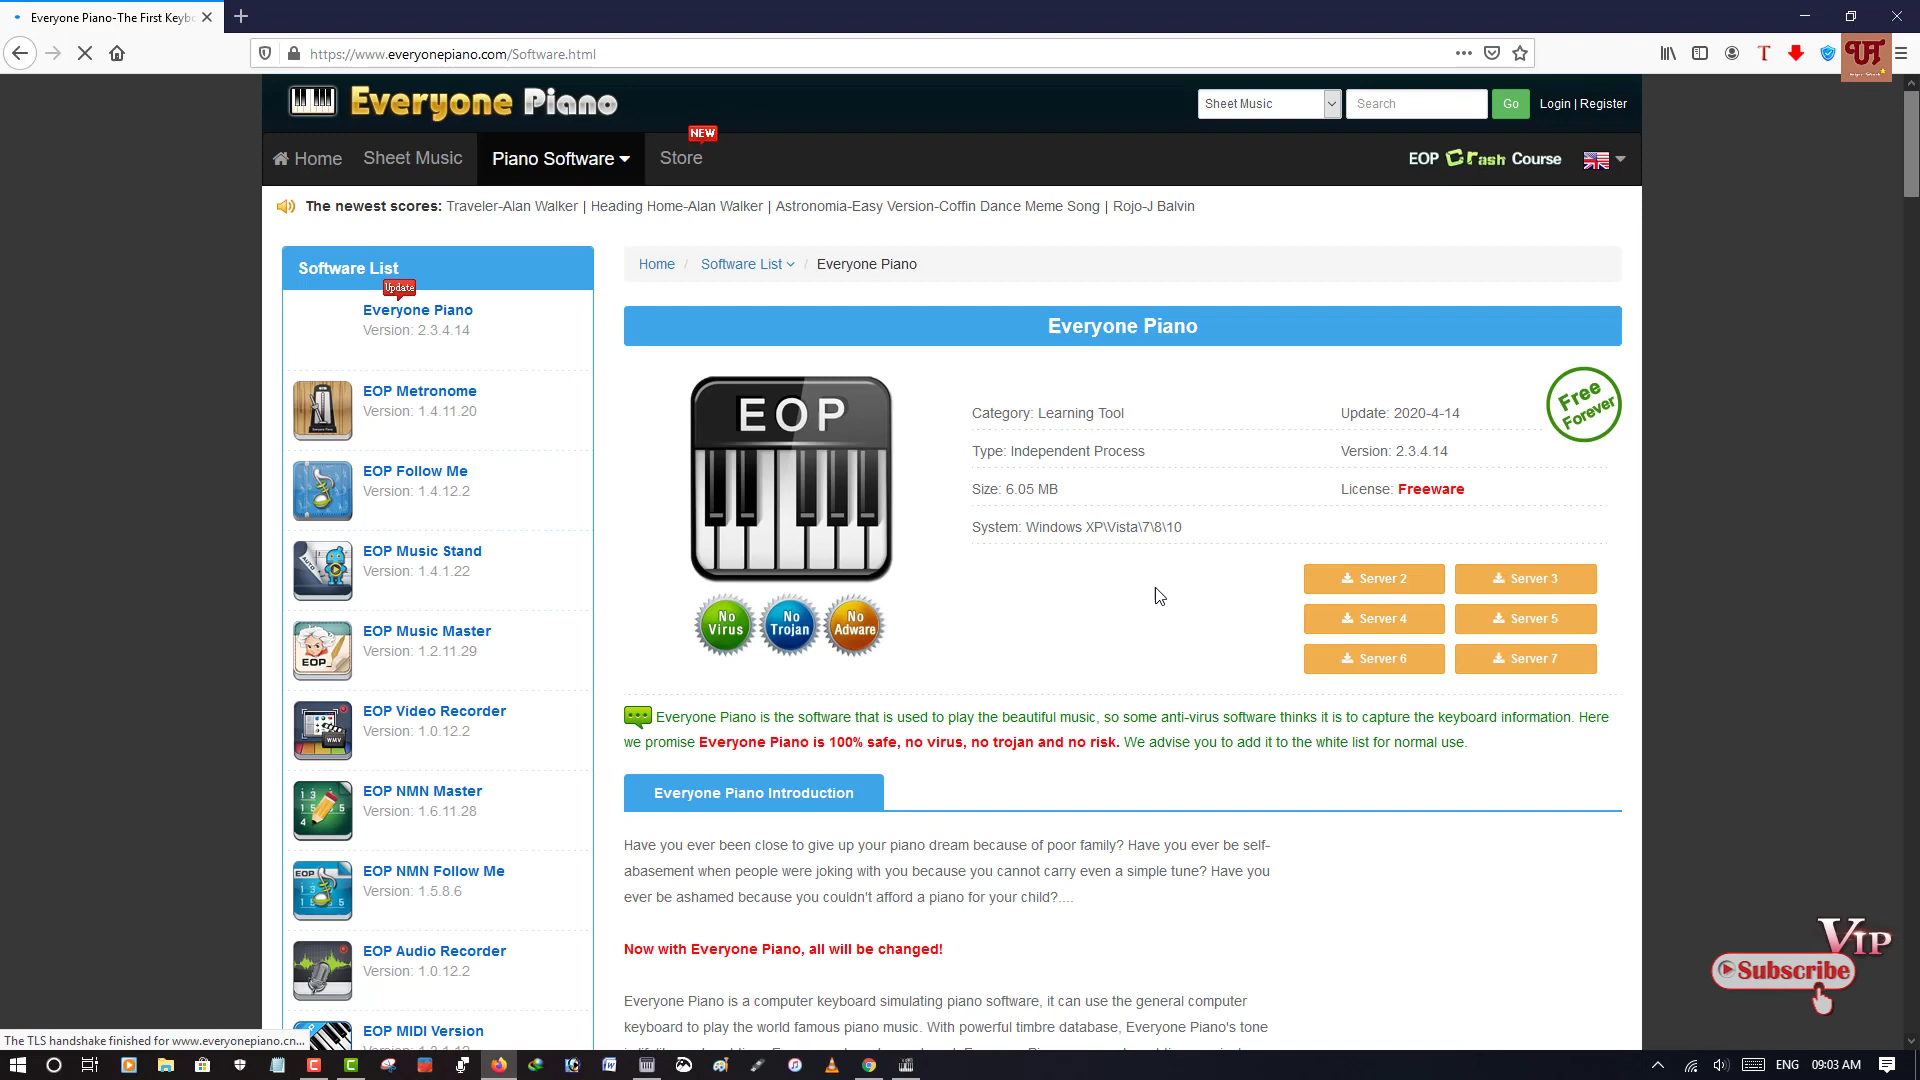 Everyone Piano-The First Keyb
https://www.everyonepiano.com/Software.html
T
UT
Everyone Piano
Sheet Music
Search
Go
Login | Register
NEW
Home
Sheet Music
Piano Software
Store
EOP Crash Course
The newest scores: Traveler-Alan Walker | Heading Home-Alan Walker | Astronomia-Easy Version-Coffin Dance Meme Song | Rojo-J Balvin
Software List
Update
Everyone Piano
Version: 2.3.4.14
EOP Metronome
Version: 1.4.11.20
EOP Follow Me
Version: 1.4.12.2
EOP Music Stand
Version: 1.4.1.22
EOP Music Master
Version: 1.2.11.29
EOP Video Recorder
Version: 1.0.12.2
EOP NMN Master
Version: 1.6.11.28
EOP NMN Follow Me
Version: 1.5.8.6
EOP Audio Recorder
Version: 1.0.12.2
EOP MIDI Version
Home / Software List / Everyone Piano
Everyone Piano
EOP
No Virus
No Trojan
No Adware
Category: Learning Tool
Update: 2020-4-14
Free Forever
Type: Independent Process
Version: 2.3.4.14
Size: 6.05 MB
License: Freeware
System: Windows XP\Vista\7\8\10
Server 2
Server 3
Server 4
Server 5
Server 6
Server 7
Everyone Piano is the software that is used to play the beautiful music, so some anti-virus software thinks it is to capture the keyboard information. Here
we promise Everyone Piano is 100% safe, no virus, no trojan and no risk. We advise you to add it to the white list for normal use.
Everyone Piano Introduction
Have you ever been close to give up your piano dream because of poor family? Have you ever be self-
abasement when people were joking with you because you cannot carry even a simple tune? Have you
ever be ashamed because you couldn't afford a piano for your child?....
Now with Everyone Piano, all will be changed!
Everyone Piano is a computer keyboard simulating piano software, it can use the general computer
keyboard to play the world famous piano music. With powerful timbre database, Everyone Piano's tone
VIP
Subscribe
The TLS handshake finished for www.everyonepiano.cn...
ENG
09:03 AM